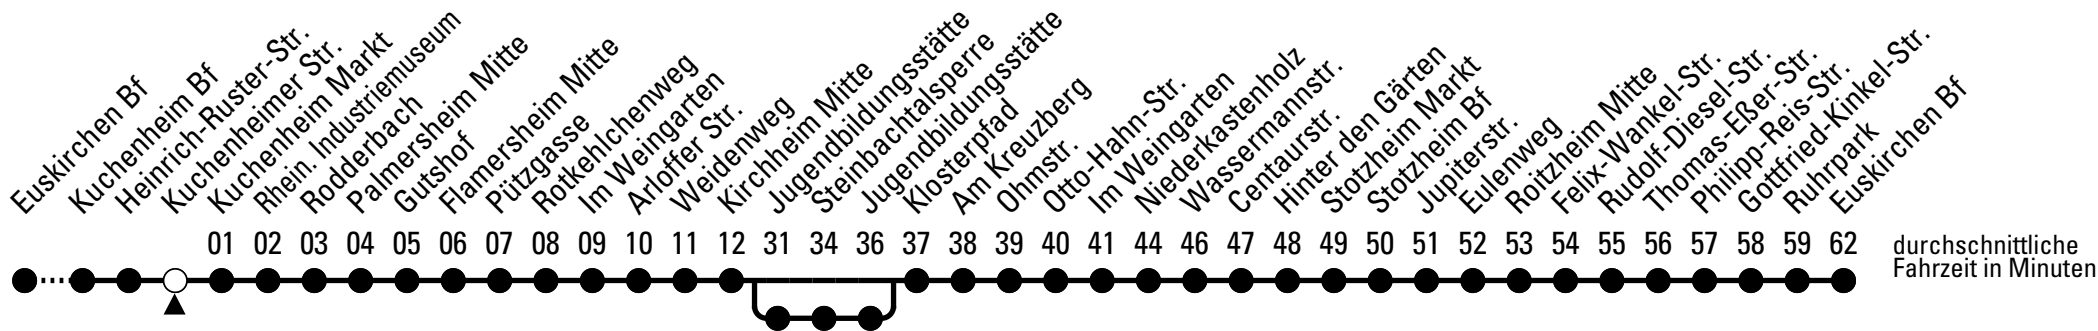 Euskirchen Bf
Kuchenheim Bf
Heinrich-Ruster-Str.
Kuchenheimer Str.
Kuchenheim Markt
Rhein. Industriemuseum
Rodderbach
Palmersheim Mitte
Gutshof
Flamersheim Mitte
Pützgasse
Rotkehlchenweg
Im Weingarten
Arloffer Str.
Weidenweg
Kirchheim Mitte
Jugendbildungsstätte
Steinbachtalsperre
Jugendbildungsstätte
Klosterpfad
Am Kreuzberg
Ohmstr.
Otto-Hahn-Str.
Im Weingarten
Niederkastenholz
Wassermannstr.
Centaurstr.
Hinter den Gärten
Stotzheim Markt
Stotzheim Bf
Jupiterstr.
Eulenweg
Roitzheim Mitte
Felix-Wankel-Str.
Rudolf-Diesel-Str.
Thomas-Eßer-Str.
Philipp-Reis-Str.
Gottfried-Kinkel-Str.
Ruhrpark
Euskirchen Bf
01 02 03 04 05 06 07 08 09 10 11 12 31 34 36 37 38 39 40 41 44 46 47 48 49 50 51 52 53 54 55 56 57 58 59 62
durchschnittliche
Fahrzeit in Minuten